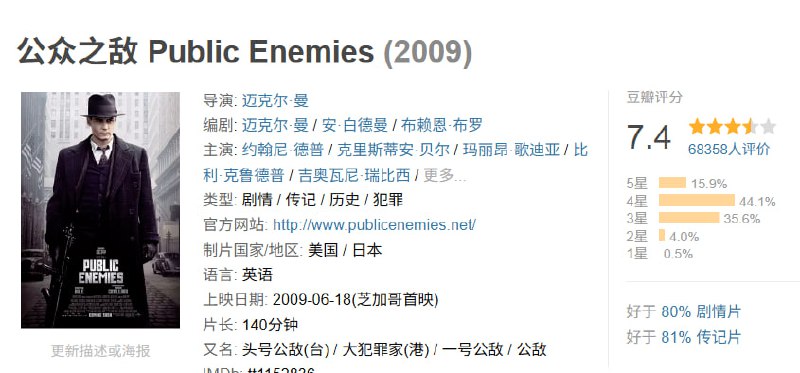 公众之敌 Public Enemies (2009)
PUBLIC
ENEMIES
更新描述或海报
导演: 迈克尔·曼
编剧: 迈克尔·曼 / 安·白德曼 / 布赖恩·布罗
主演: 约翰尼·德普 / 克里斯蒂安·贝尔 / 玛丽昂·歌迪亚 / 比
利·克鲁德普 / 吉奥瓦尼·瑞比西 / 更多...
类型: 剧情 / 传记 / 历史 / 犯罪
官方网站: http://www.publicenemies.net/
制片国家/地区: 美国 / 日本
语言: 英语
上映日期: 2009-06-18(芝加哥首映)
片长: 140分钟
又名: 头号公敌(台) / 大犯罪家(港) / 一号公敌 / 公敌
豆瓣评分
7.4
68358人评价
5星 15.9%
4星 44.1%
3星 35.6%
2星 4.0%
1星 0.5%
好于 80% 剧情片
好于 81% 传记片